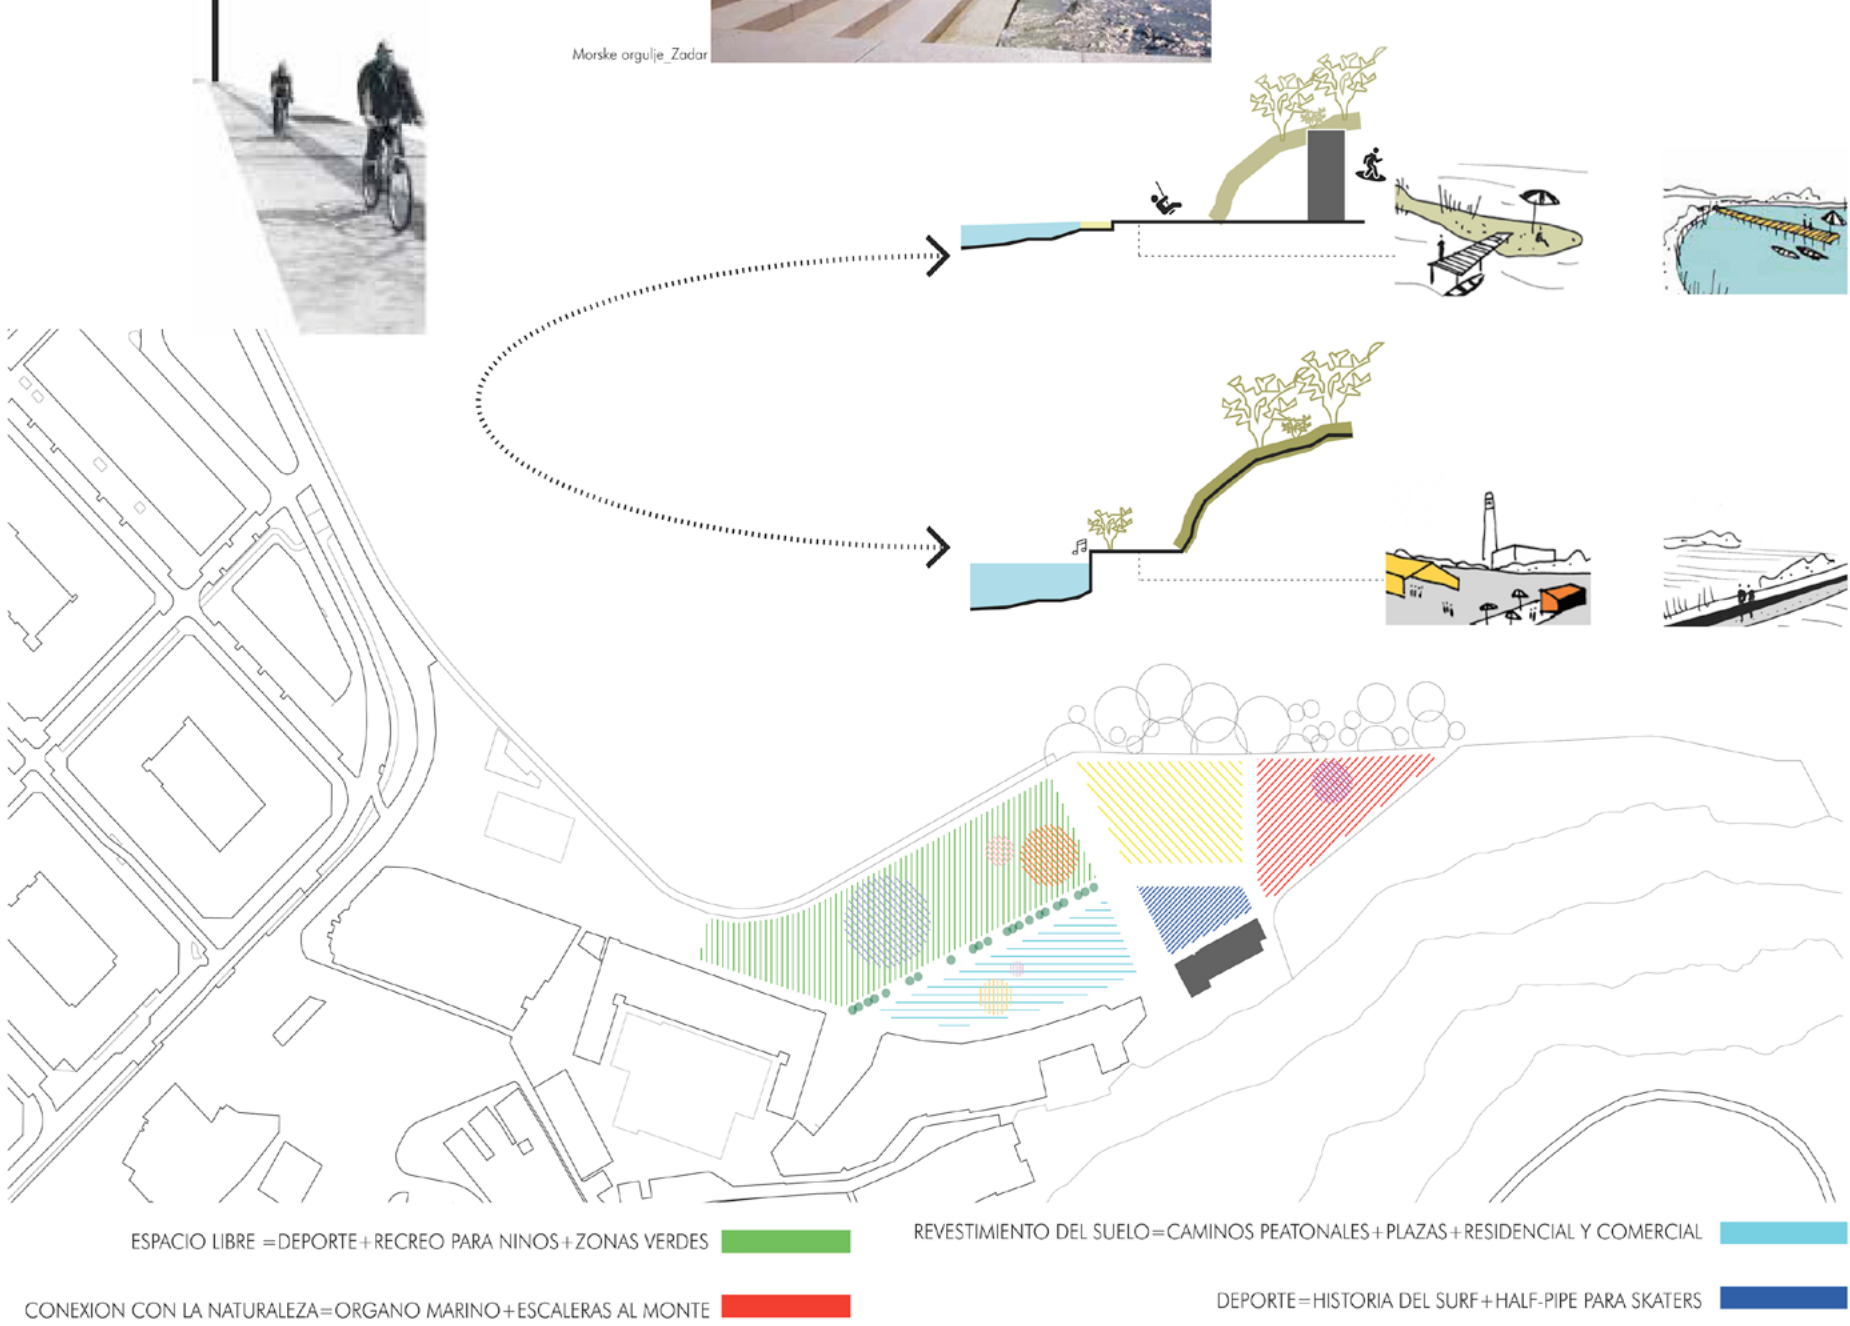 Morske orgulje_Zadar
ESPACIO LIBRE =DEPORTE+RECREO PARA NINOS+ZONAS VERDES
REVESTIMIENTO DEL SUELO=CAMINOS PEATONALES+PLAZAS+RESIDENCIAL Y COMERCIAL
CONEXION CON LA NATURALEZA=ORGANO MARINO+ESCALERAS AL MONTE
DEPORTE=HISTORIA DEL SURF+HALF-PIPE PARA SKATERS